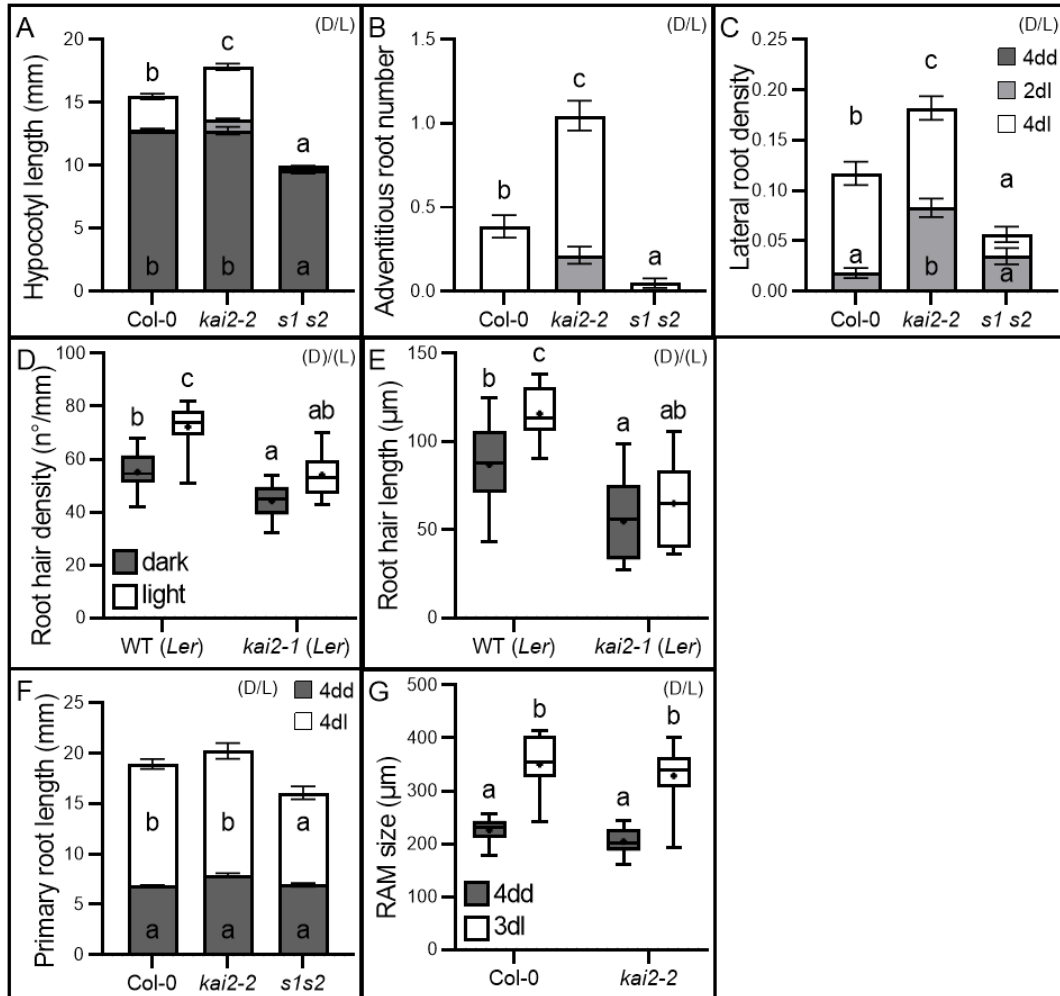 A
(D/L)
Hypocotyl length (mm)
20
15
10
5
0
b
c
a
b
b
a
Col-0 kai2-2 s1 s2
B
(D/L)
Adventitious root number
1.5
1.0
0.5
0.0
b
c
a
Col-0 kai2-2 s1 s2
C
(D/L)
Lateral root density
0.25
0.20
0.15
0.10
0.05
0.00
4dd
2dl
4dl
b
c
a
a
b
a
Col-0 kai2-2 s1 s2
D
(D)/(L)
Root hair density (n°/mm)
100
80
60
40
20
0
b
c
a
ab
dark
light
WT (Ler) kai2-1 (Ler)
E
(D)/(L)
Root hair length (µm)
150
100
50
0
b
c
a
ab
WT (Ler) kai2-1 (Ler)
F
(D/L)
4dd
4dl
Primary root length (mm)
25
20
15
10
5
0
b
b
a
a
a
a
Col-0 kai2-2 s1s2
G
(D/L)
RAM size (µm)
500
400
300
200
100
0
a
b
a
b
4dd
3dl
Col-0 kai2-2